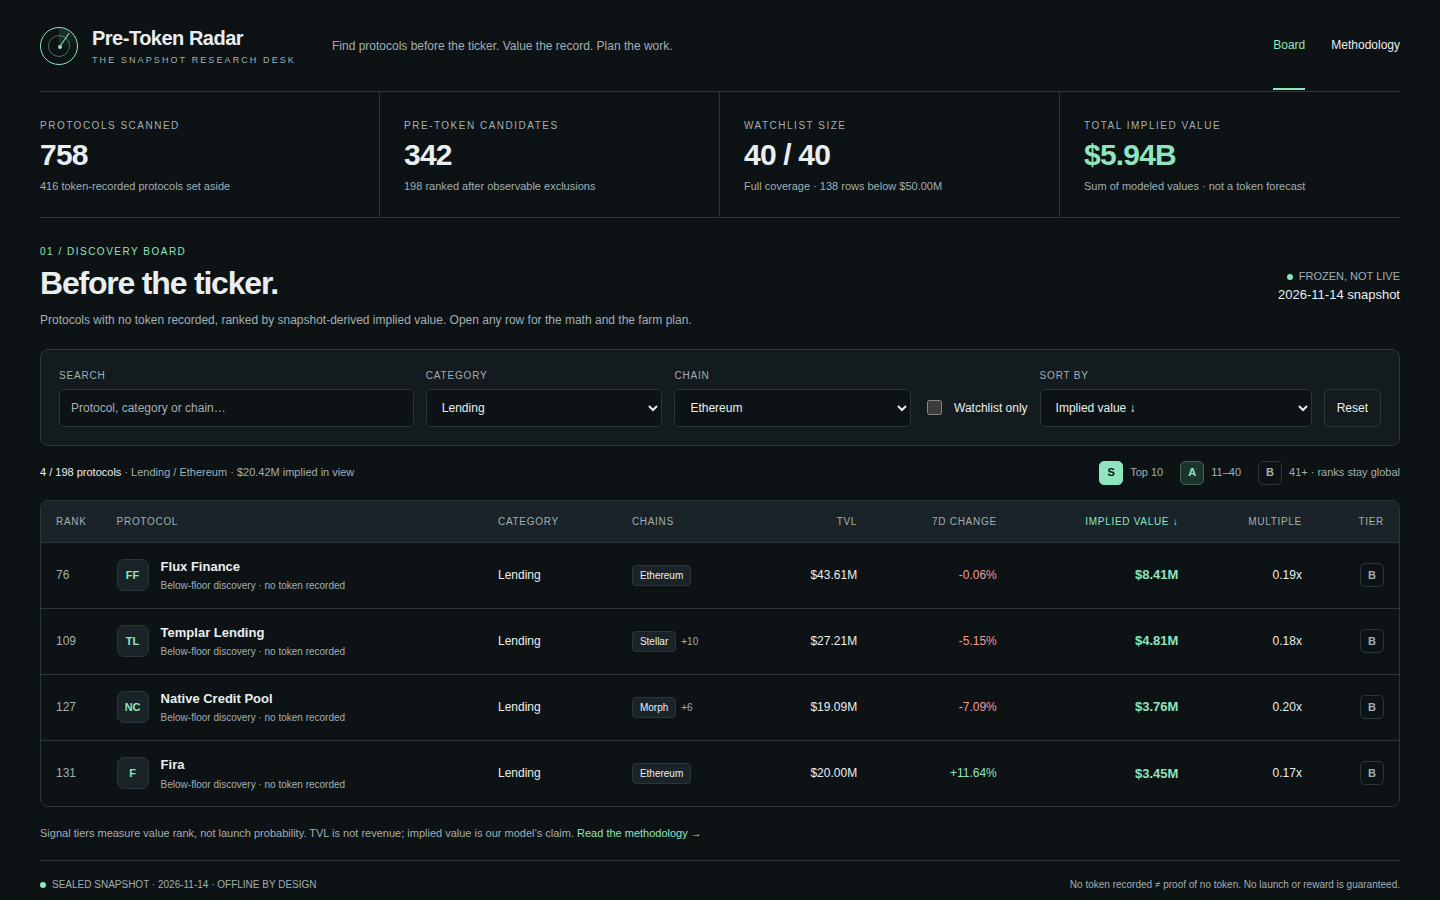 Pre-Token Radar
THE SNAPSHOT RESEARCH DESK
Find protocols before the ticker. Value the record. Plan the work.
Board
Methodology
PROTOCOLS SCANNED
758
416 token-recorded protocols set aside
PRE-TOKEN CANDIDATES
342
198 ranked after observable exclusions
WATCHLIST SIZE
40 / 40
Full coverage · 138 rows below $50.00M
TOTAL IMPLIED VALUE
$5.94B
Sum of modeled values · not a token forecast
01 / DISCOVERY BOARD
Before the ticker.
Protocols with no token recorded, ranked by snapshot-derived implied value. Open any row for the math and the farm plan.
FROZEN, NOT LIVE
2026-11-14 snapshot
SEARCH
Protocol, category or chain…
CATEGORY
Lending
CHAIN
Ethereum
Watchlist only
SORT BY
Implied value ↓
Reset
4 / 198 protocols · Lending / Ethereum · $20.42M implied in view
S Top 10 A 11–40 B 41+ · ranks stay global
RANK PROTOCOL CATEGORY CHAINS TVL 7D CHANGE IMPLIED VALUE ↓ MULTIPLE TIER
76 FF Flux Finance Lending Ethereum $43.61M -0.06% $8.41M 0.19x B
Below-floor discovery · no token recorded
109 TL Templar Lending Lending Stellar +10 $27.21M -5.15% $4.81M 0.18x B
Below-floor discovery · no token recorded
127 NC Native Credit Pool Lending Morph +6 $19.09M -7.09% $3.76M 0.20x B
Below-floor discovery · no token recorded
131 F Fira Lending Ethereum $20.00M +11.64% $3.45M 0.17x B
Below-floor discovery · no token recorded
Signal tiers measure value rank, not launch probability. TVL is not revenue; implied value is our model's claim. Read the methodology →
SEALED SNAPSHOT · 2026-11-14 · OFFLINE BY DESIGN
No token recorded ≠ proof of no token. No launch or reward is guaranteed.